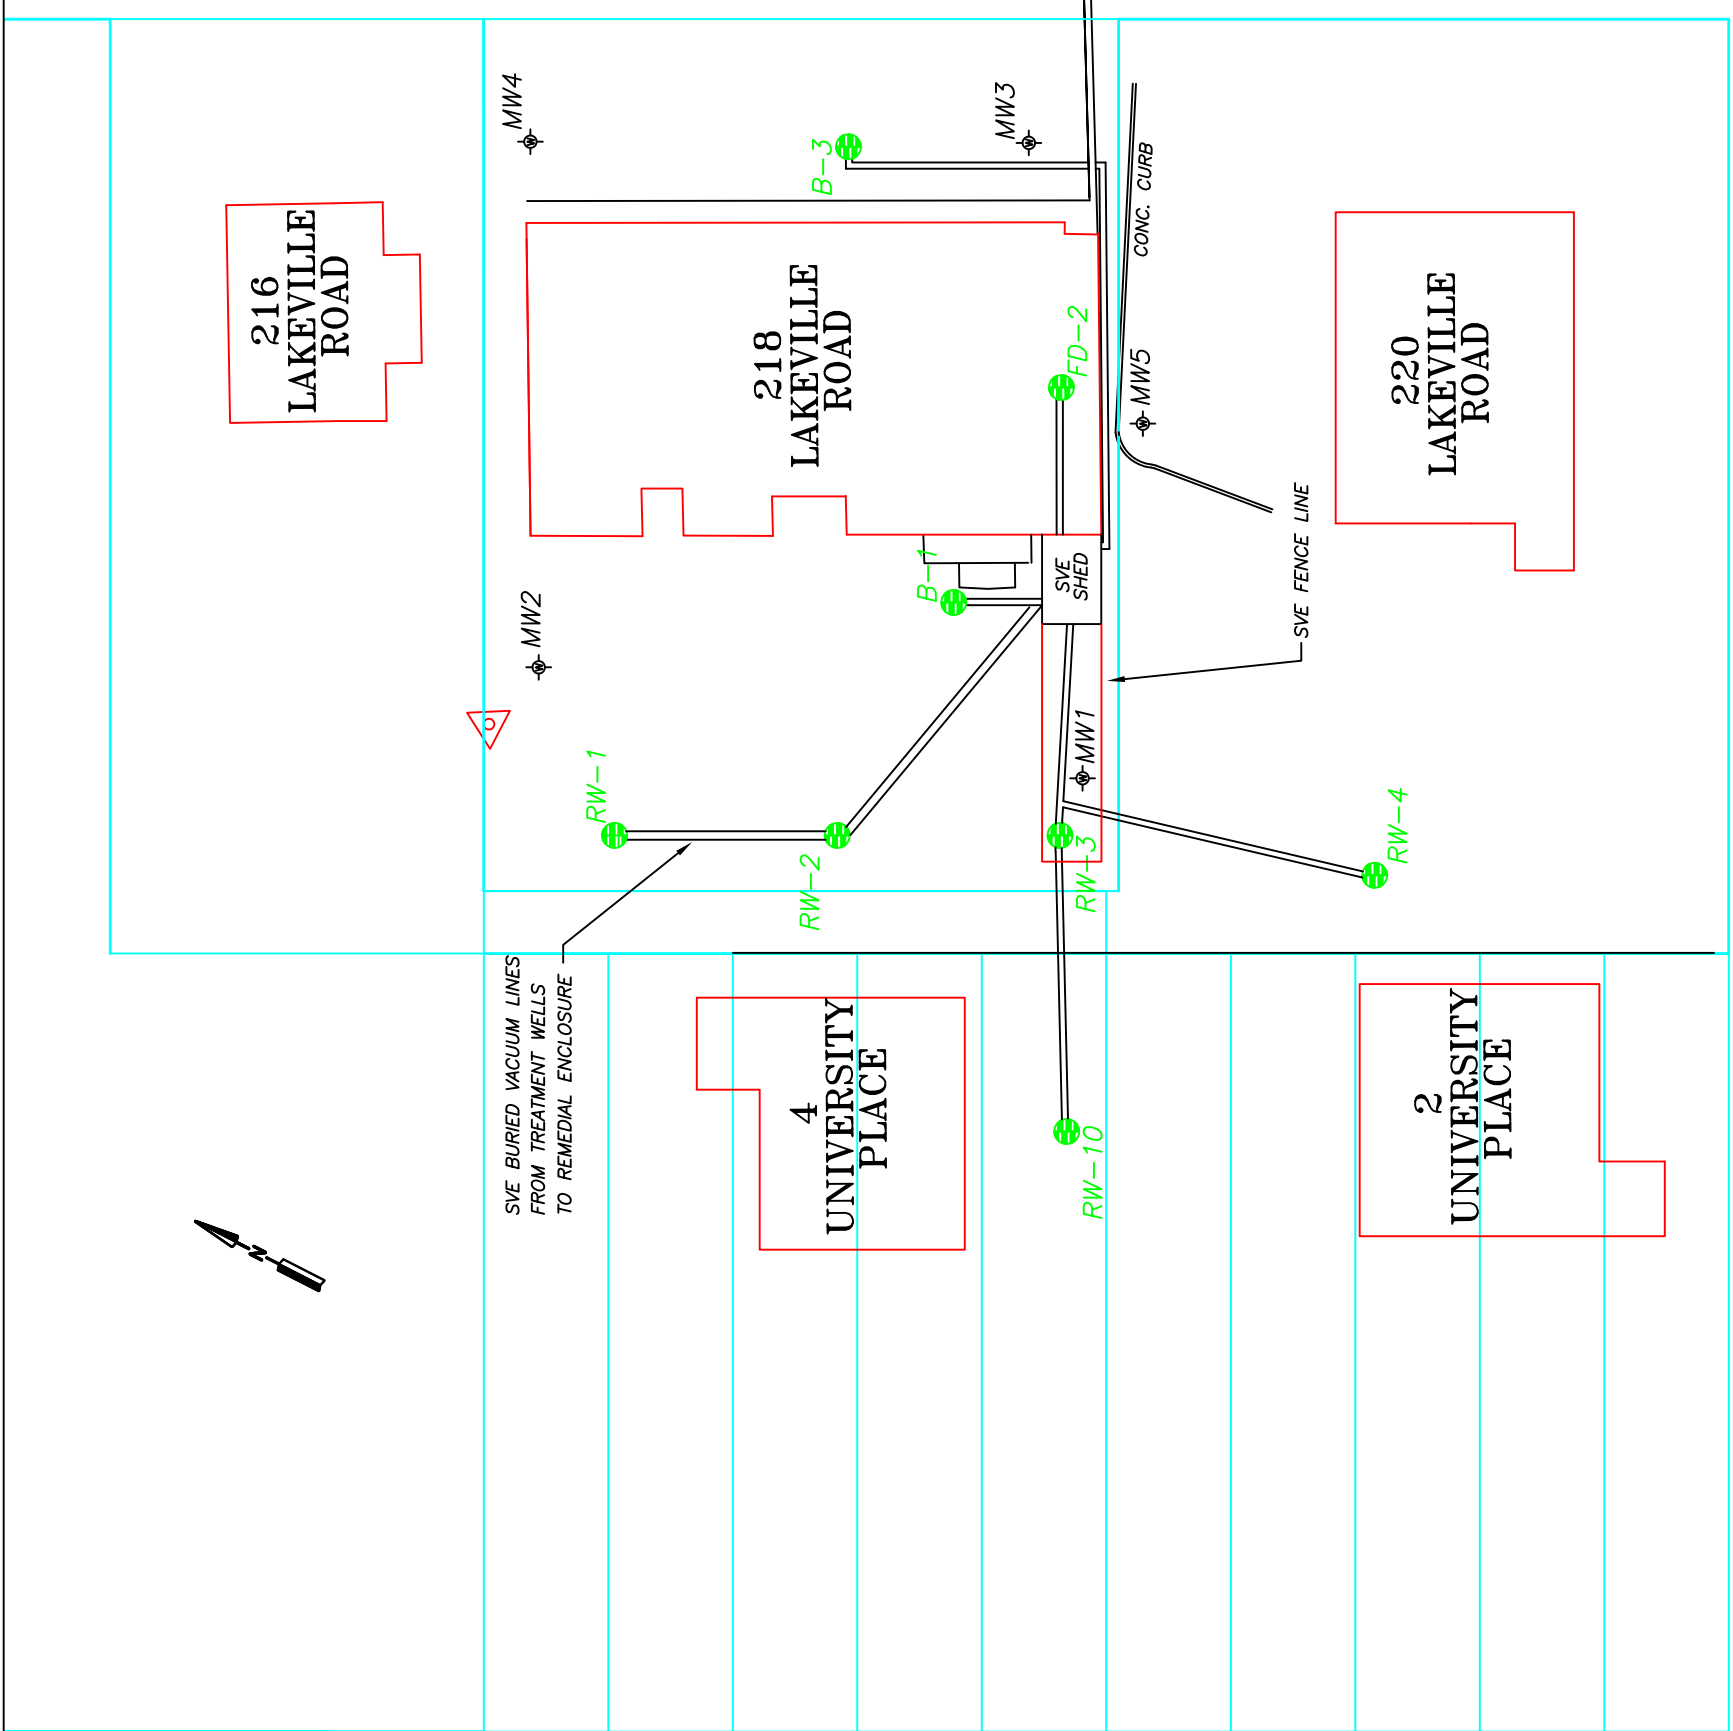 216
LAKEVILLE
ROAD
MW4
B-3
MW3
CONC. CURB
218
LAKEVILLE
ROAD
FD-2
MW5
220
LAKEVILLE
ROAD
MW2
B-1
SVE
SHED
SVE FENCE LINE
RW-1
RW-2
MW1
RW-3
RW-4
SVE BURIED VACUUM LINES
FROM TREATMENT WELLS
TO REMEDIAL ENCLOSURE
4
UNIVERSITY
PLACE
RW-10
2
UNIVERSITY
PLACE
N